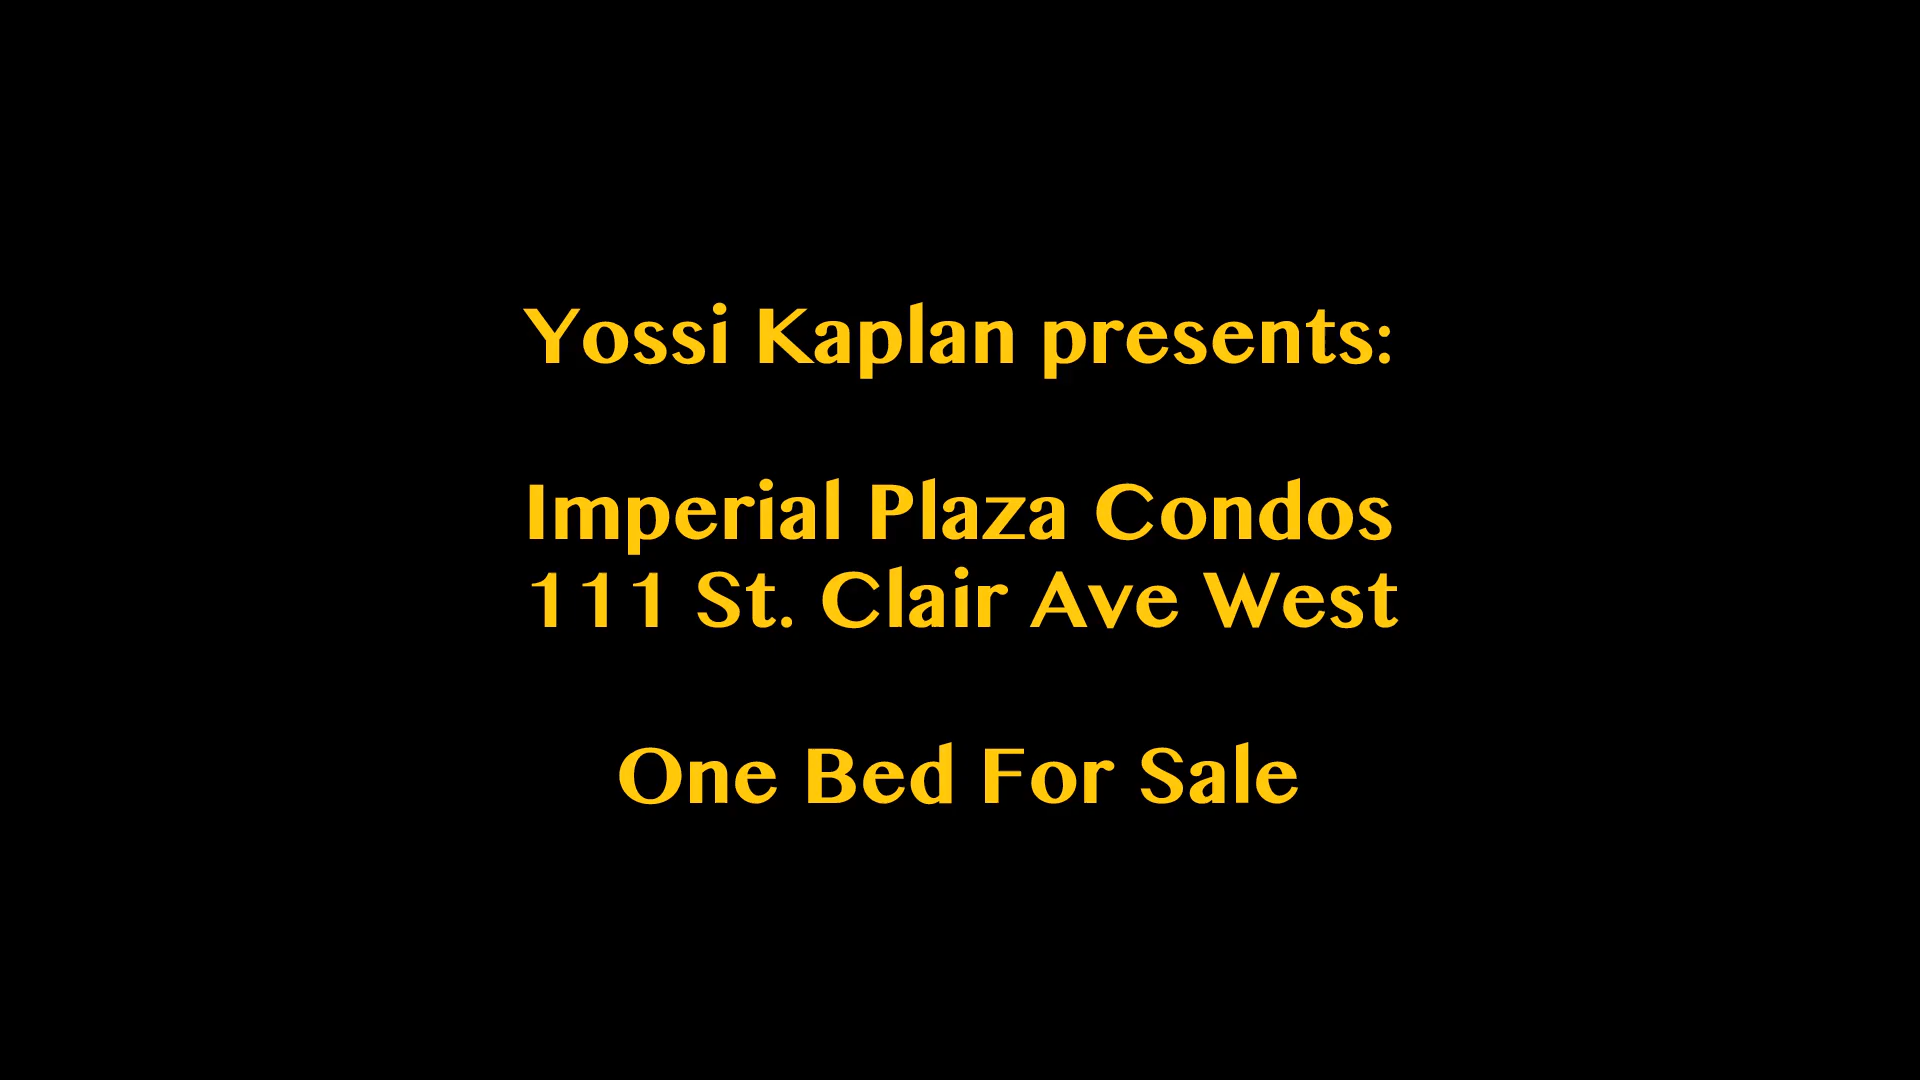 Yossi Kaplan presents:
Imperial Plaza Condos
111 St. Clair Ave West
One Bed For Sale